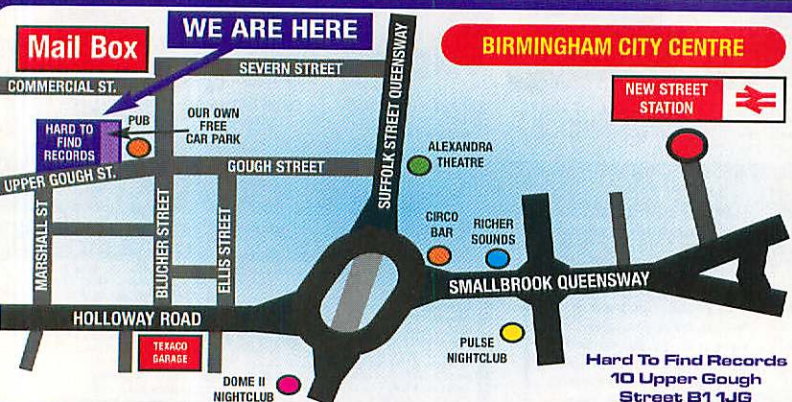 Mail Box
WE ARE HERE
BIRMINGHAM CITY CENTRE
SEVERN STREET
COMMERCIAL ST.
NEW STREET
STATION
SUFFOLK STREET QUEENSWAY
HARD TO
FIND
RECORDS
PUB
OUR OWN
FREE
CAR PARK
ALEXANDRA
THEATRE
GOUGH STREET
UPPER GOUGH ST.
MARSHALL ST
BLUCHER STREET
ELLIS STREET
CIRCO
BAR
RICHER
SOUNDS
SMALLBROOK QUEENSWAY
HOLLOWAY ROAD
TEXACO
GARAGE
PULSE
NIGHTCLUB
DOME II
NIGHTCLUB
Hard To Find Records
10 Upper Gough
Street B1 1JG